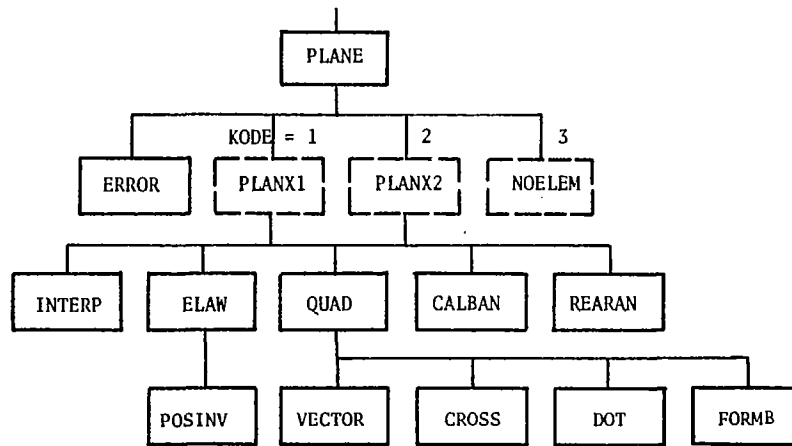 PLANE
KODE = 1 2 3
ERROR PLANX1 PLANX2 NOELEM
INTERP ELAW QUAD CALBAN REARAN
POSINV VECTOR CROSS DOT FORMB